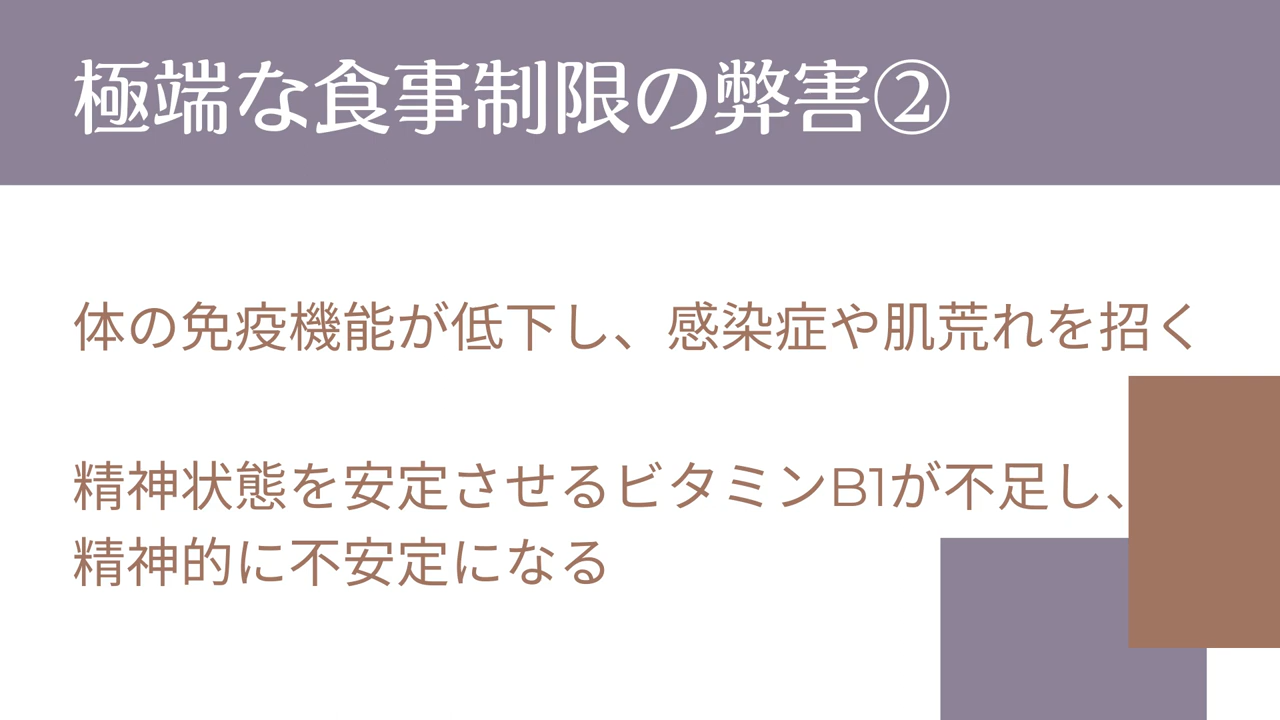 極端な食事制限の弊害②
体の免疫機能が低下し、感染症や肌荒れを招く
精神状態を安定させるビタミンB1が不足し、
精神的に不安定になる